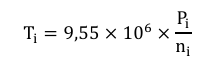 Tᵢ = 9,55 × 10⁶ × Pᵢ/nᵢ